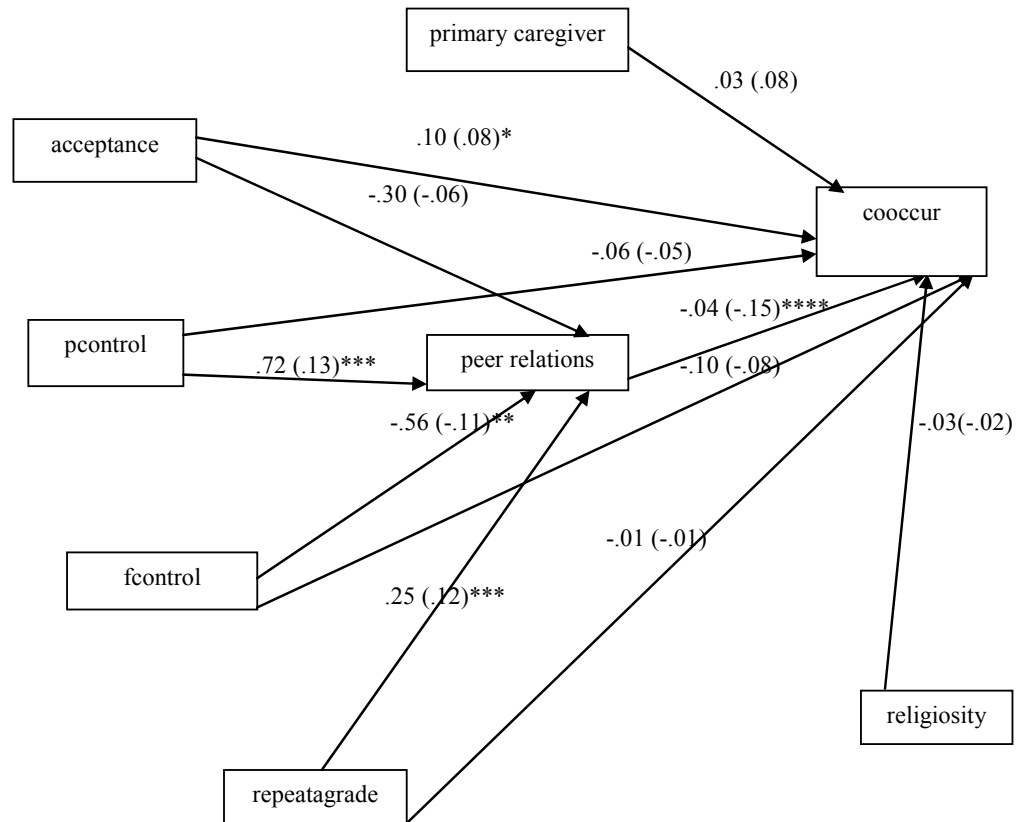 primary caregiver
.03 (.08)
.10 (.08)*
acceptance
-.30 (-.06)
cooccur
-.06 (-.05)
-.04 (-.15)****
pcontrol
peer relations
.72 (.13)***
-.10 (-.08)
-.56 (-.11)**
-.03(-.02)
-.01 (-.01)
fcontrol
.25 (.12)***
religiosity
repeatagrade